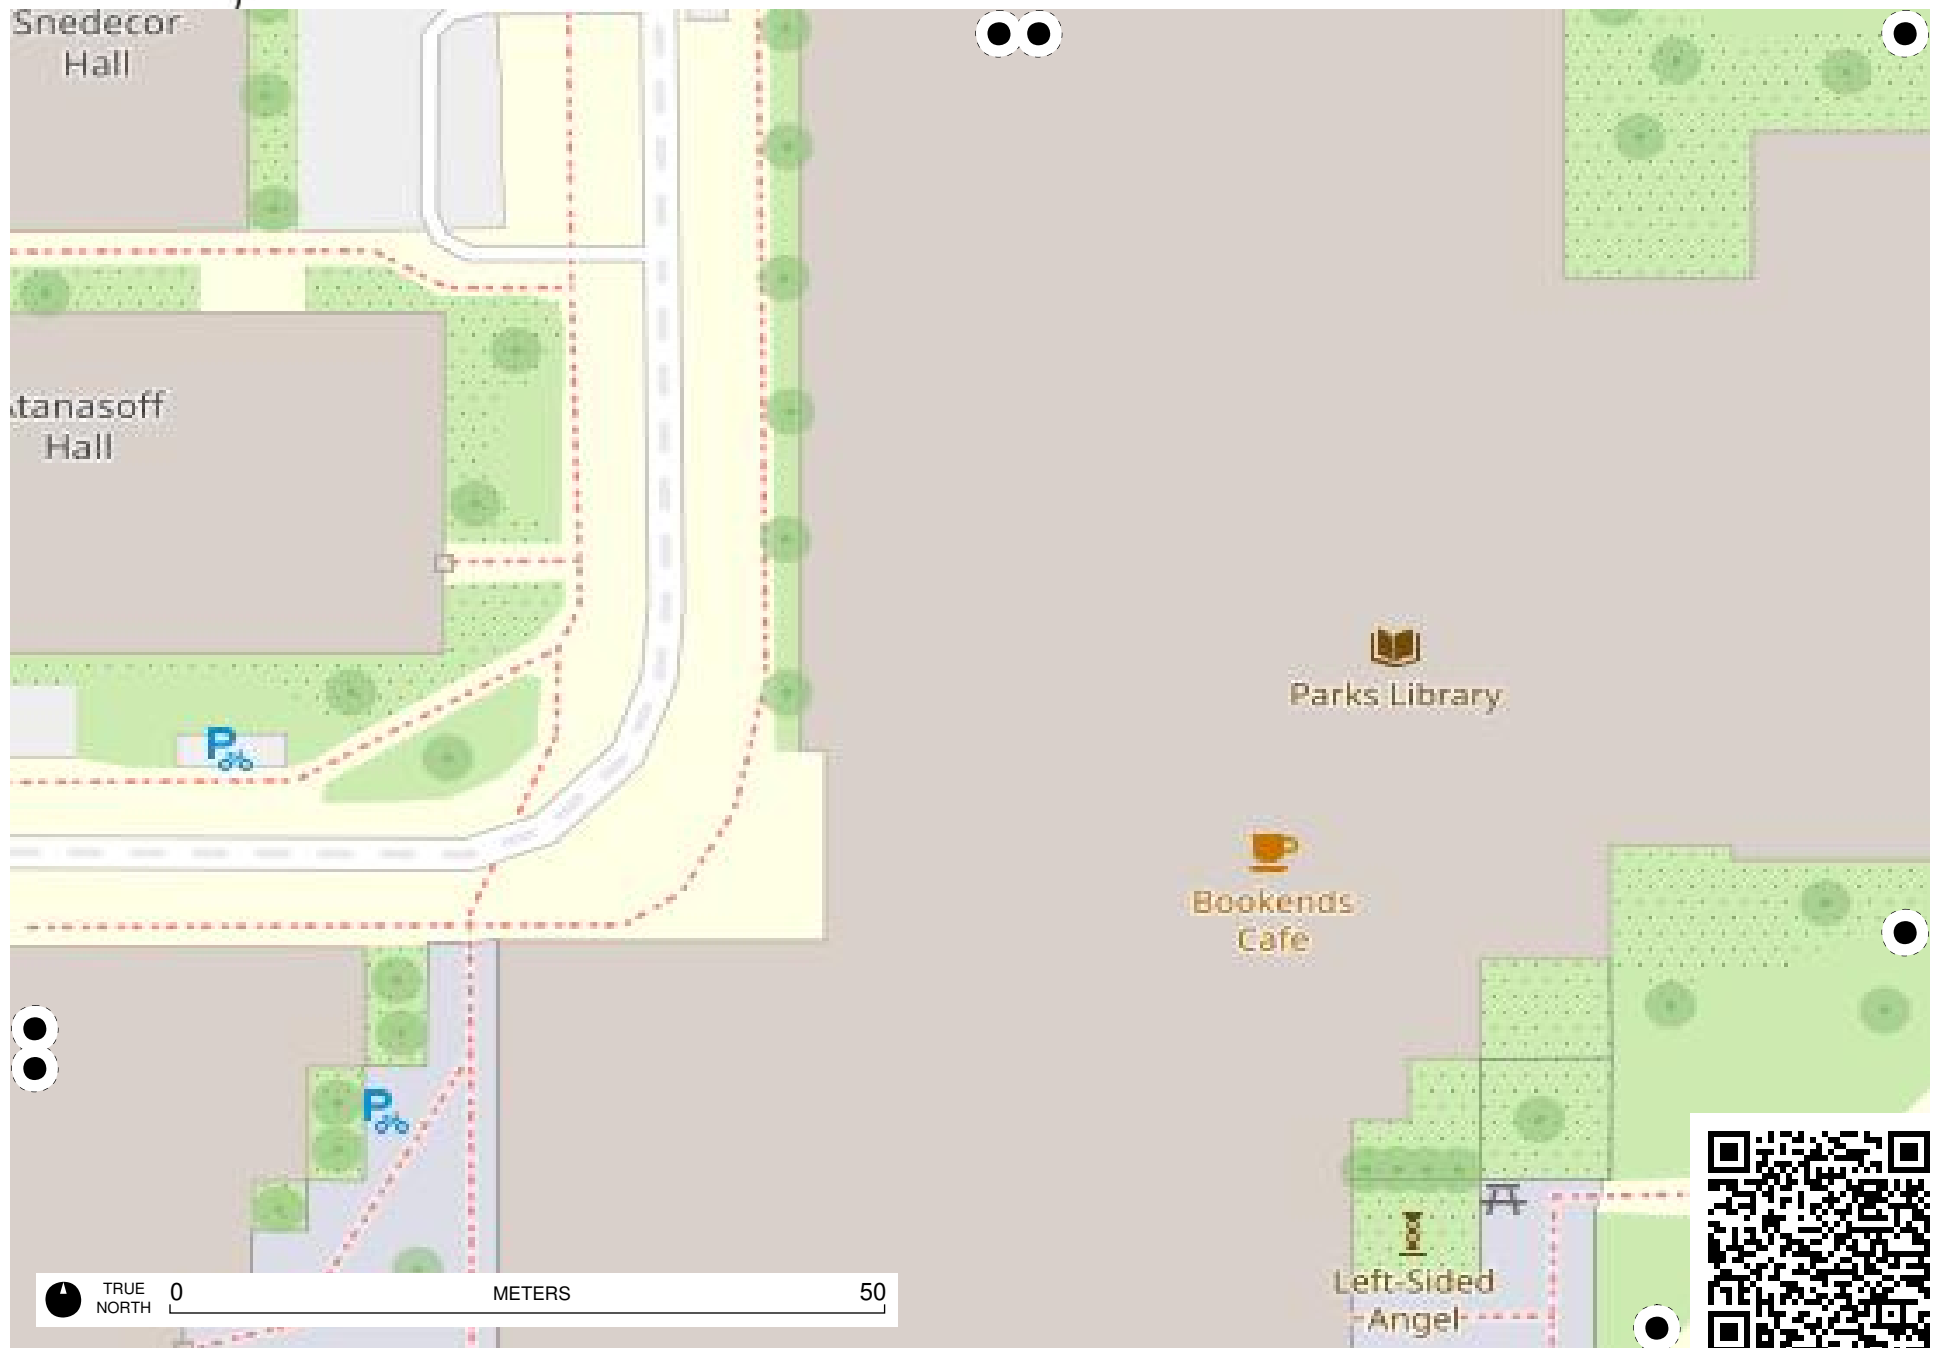 Snedecor
Hall
tanasoff
Hall
Parks Library
P
Bookends
Cafe
P
Left-Sided
Angel
TRUE
NORTH
0
METERS
50